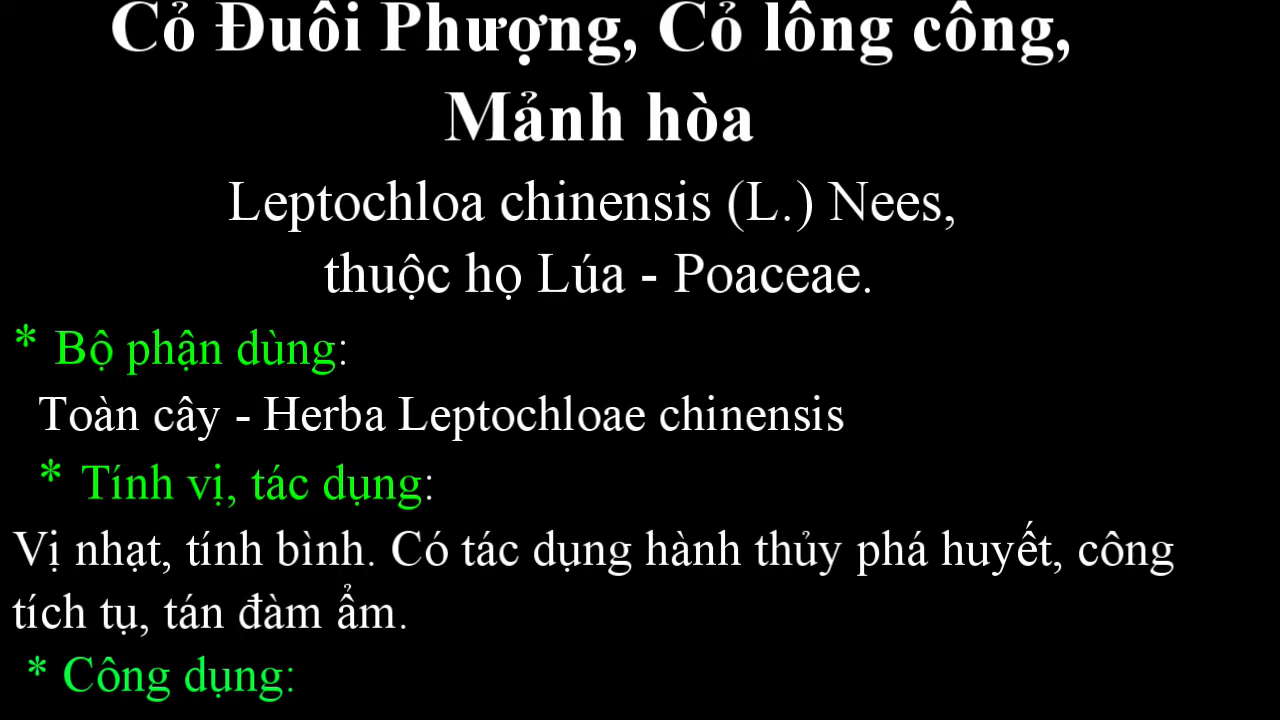 Cỏ Đuôi Phượng, Cỏ lông công,
Mảnh hòa
Leptochloa chinensis (L.) Nees,
thuộc họ Lúa - Poaceae.
* Bộ phận dùng:
Toàn cây - Herba Leptochloae chinensis
* Tính vị, tác dụng:
Vị nhạt, tính bình. Có tác dụng hành thủy phá huyết, công
tích tụ, tán đàm ẩm.
* Công dụng: